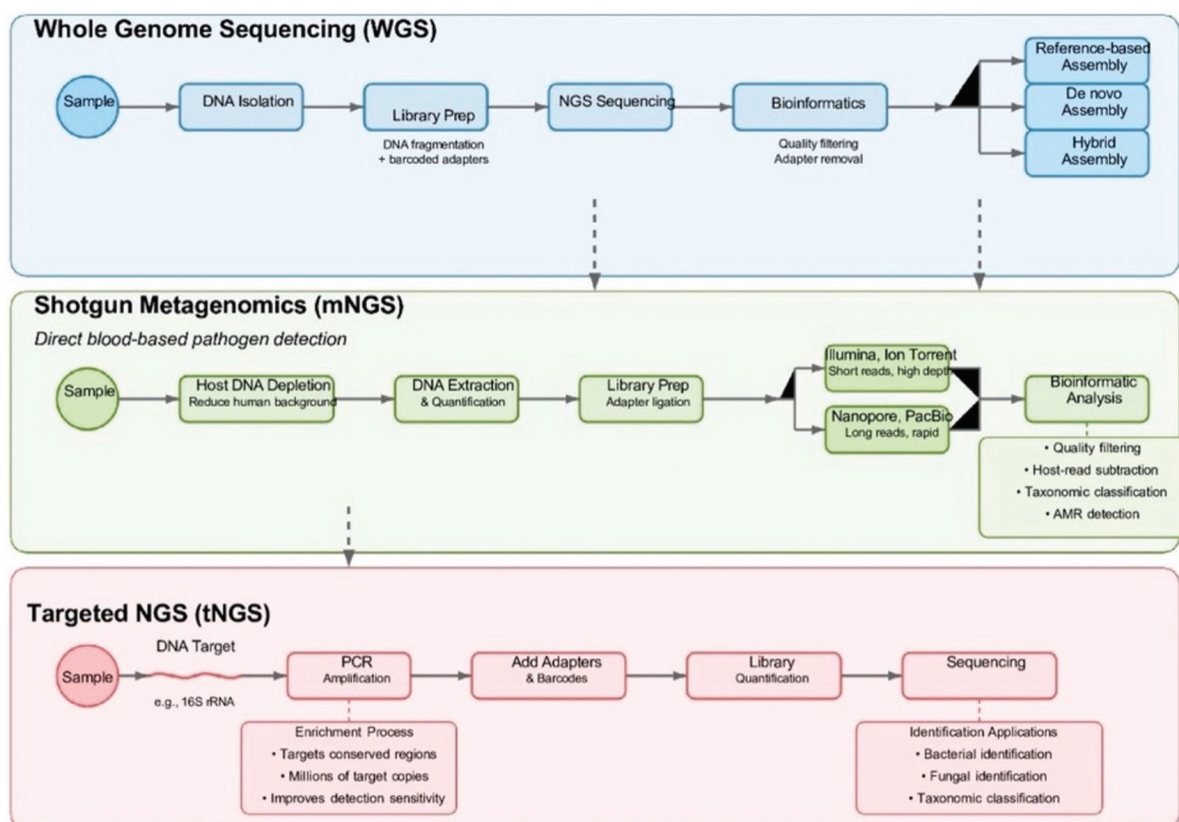 Whole Genome Sequencing (WGS)
Sample
DNA Isolation
Library Prep
DNA fragmentation
+ barcoded adapters
NGS Sequencing
Bioinformatics
Quality filtering
Adapter removal
Reference-based
Assembly
De novo
Assembly
Hybrid
Assembly
Shotgun Metagenomics (mNGS)
Direct blood-based pathogen detection
Sample
Host DNA Depletion
Reduce human background
DNA Extraction
& Quantification
Library Prep
Adapter ligation
Illumina, Ion Torrent
Short reads, high depth
Nanopore, PacBio
Long reads, rapid
Bioinformatic
Analysis
• Quality filtering
• Host-read subtraction
• Taxonomic classification
• AMR detection
Targeted NGS (tNGS)
Sample
DNA Target
e.g., 16S rRNA
PCR
Amplification
Enrichment Process
• Targets conserved regions
• Millions of target copies
• Improves detection sensitivity
Add Adapters
& Barcodes
Library
Quantification
Sequencing
Identification Applications
• Bacterial identification
• Fungal identification
• Taxonomic classification